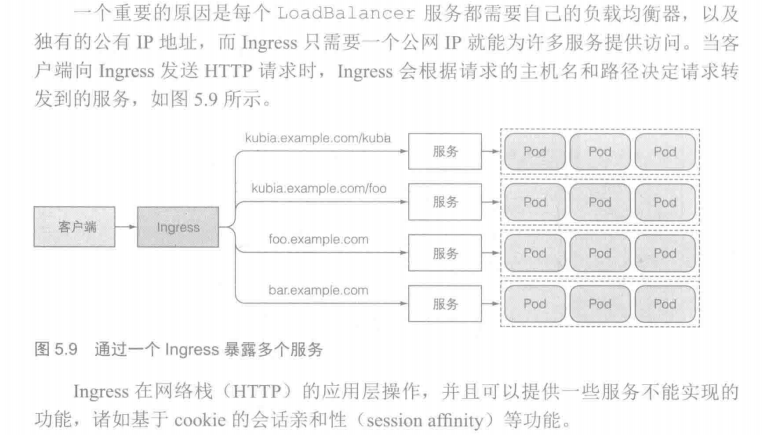 一个重要的原因是每个 LoadBalancer 服务都需要自己的负载均衡器，以及
独有的公有 IP 地址，而 Ingress 只需要一个公网 IP 就能为许多服务提供访问。当客
户端向 Ingress 发送 HTTP 请求时，Ingress 会根据请求的主机名和路径决定请求转
发到的服务，如图 5.9 所示。
kubia.example.com/kubia
服务
Pod Pod Pod
kubia.example.com/foo
服务
Pod Pod Pod
客户端
Ingress
foo.example.com
服务
Pod Pod Pod
bar.example.com
服务
Pod Pod Pod
图 5.9 通过一个 Ingress 暴露多个服务
Ingress 在网络栈（HTTP）的应用层操作，并且可以提供一些服务不能实现的
功能，诸如基于 cookie 的会话亲和性（session affinity）等功能。